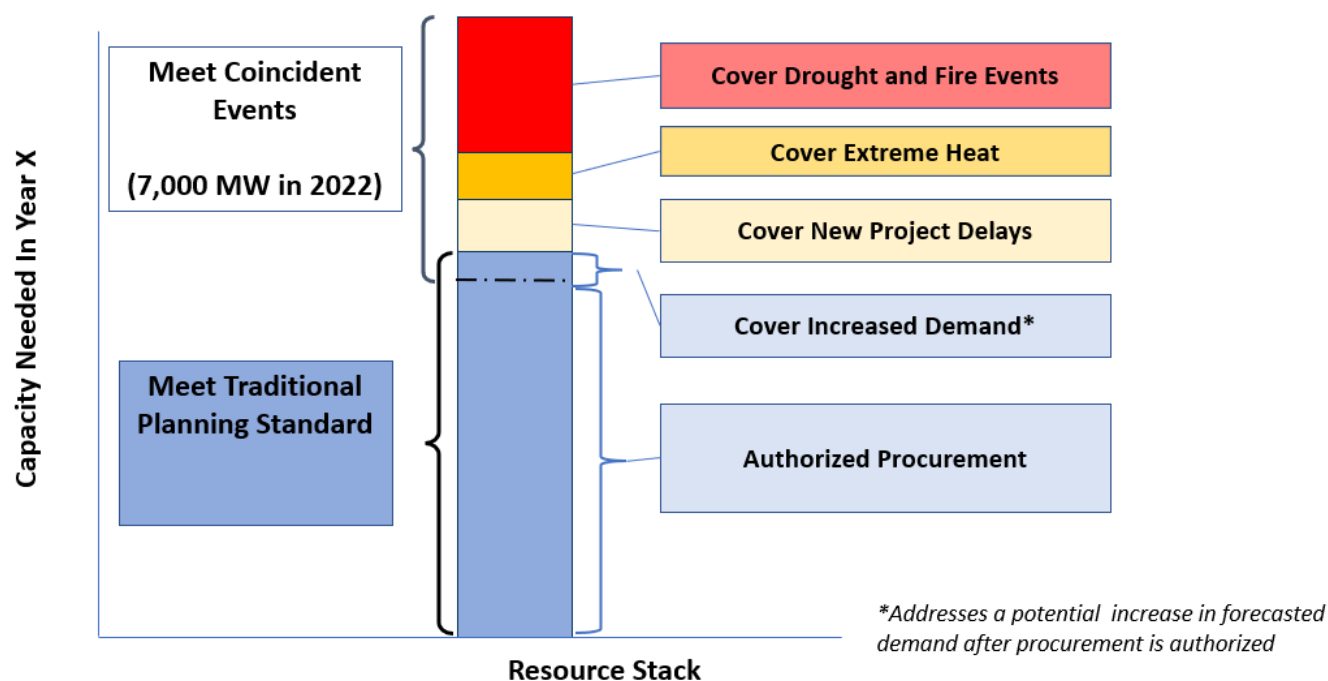 Capacity Needed In Year X
Meet Coincident
Events
(7,000 MW in 2022)
Meet Traditional
Planning Standard
Cover Drought and Fire Events
Cover Extreme Heat
Cover New Project Delays
Cover Increased Demand*
Authorized Procurement
*Addresses a potential increase in forecasted
demand after procurement is authorized
Resource Stack